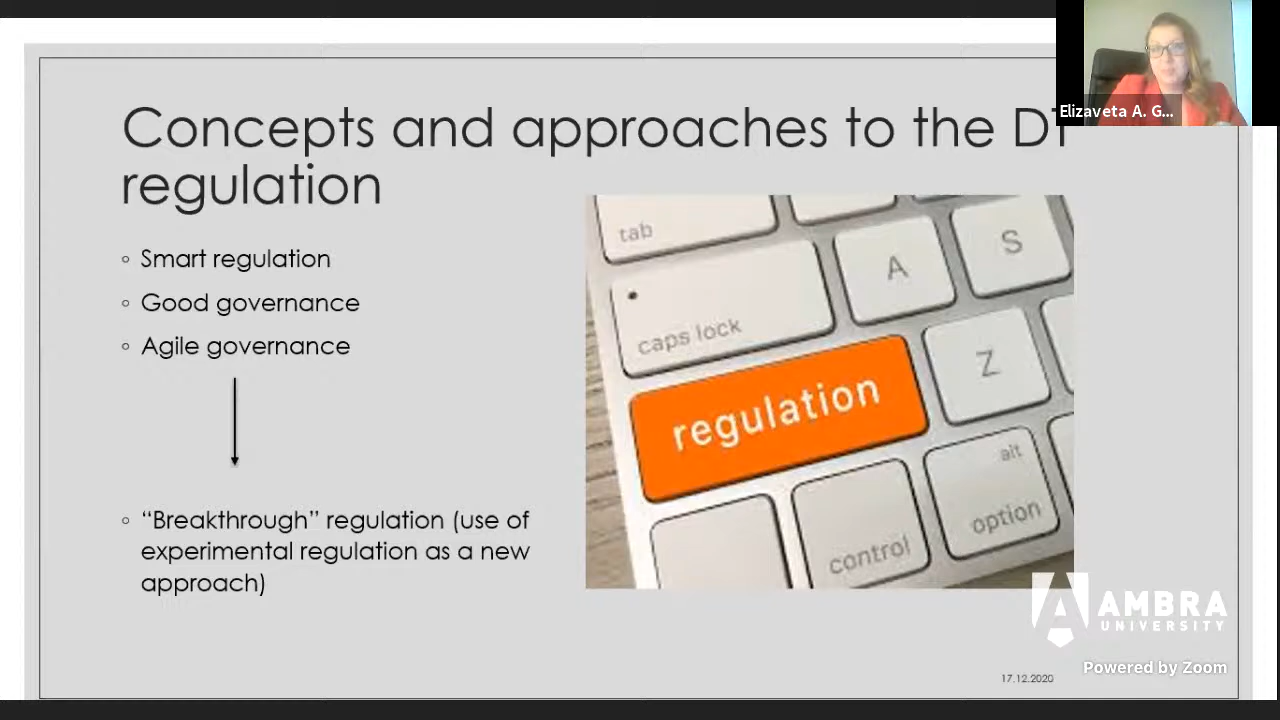 Elizaveta A. G...
Concepts and approaches to the DT
regulation
◦ Smart regulation
◦ Good governance
◦ Agile governance
◦ “Breakthrough” regulation (use of
experimental regulation as a new
approach)
tab
A
S
caps lock
regulation
Z
alt
control
option
AMBRA
UNIVERSITY
Powered by Zoom
17.12.2020